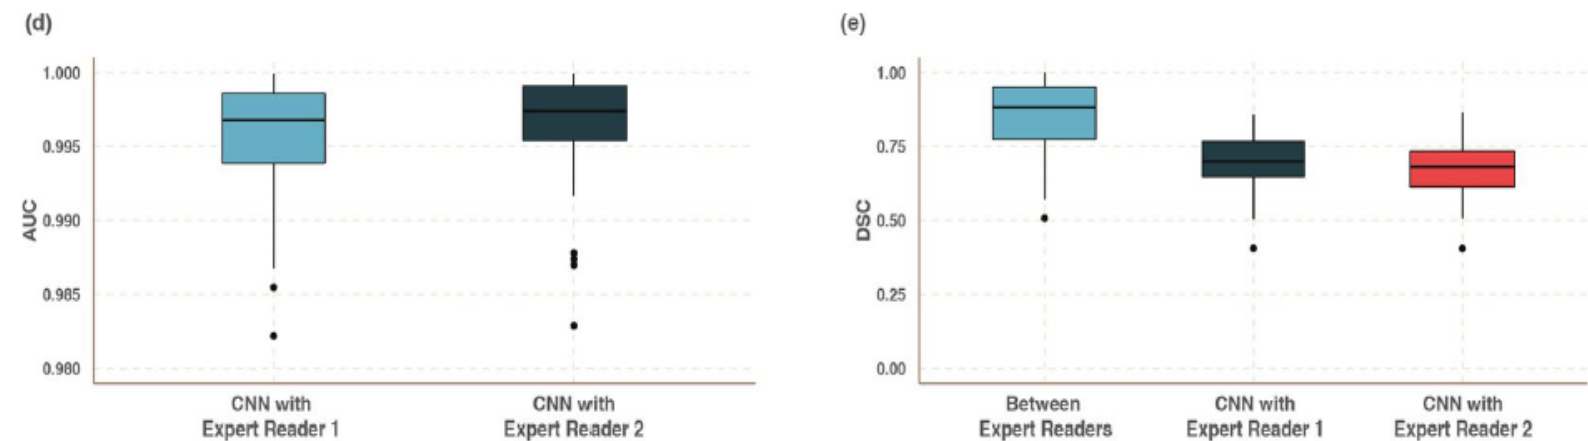 (d)
AUC
1.000
0.995
0.990
0.985
0.980
CNN with
Expert Reader 1
CNN with
Expert Reader 2
(e)
DSC
1.00
0.75
0.50
0.25
0.00
Between
Expert Readers
CNN with
Expert Reader 1
CNN with
Expert Reader 2